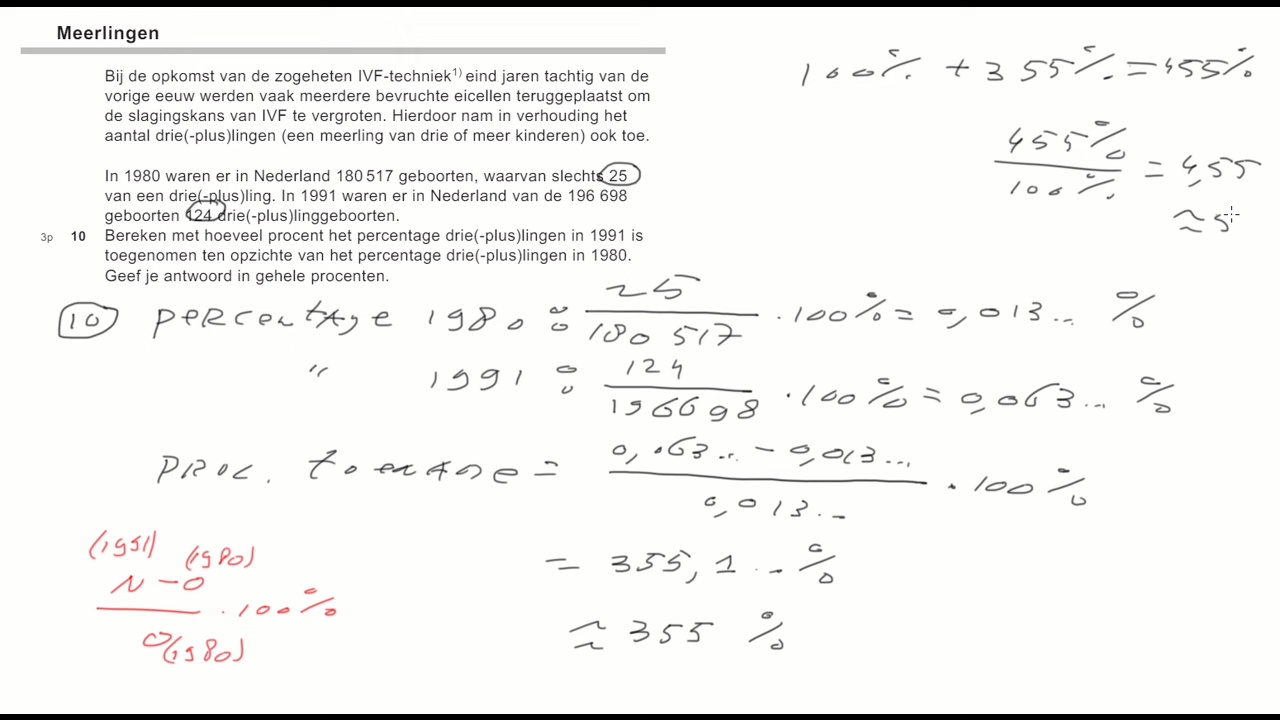 Meerlingen
Bij de opkomst van de zogeheten IVF-techniek1) eind jaren tachtig van de
vorige eeuw werden vaak meerdere bevruchte eicellen teruggeplaatst om
de slagingskans van IVF te vergroten. Hierdoor nam in verhouding het
aantal drie(-plus)lingen (een meerling van drie of meer kinderen) ook toe.
In 1980 waren er in Nederland 180 517 geboorten, waarvan slechts 25
van een drie(-plus)ling. In 1991 waren er in Nederland van de 196 698
geboorten 124 drie(-plus)linggeboorten.
3p 10 Bereken met hoeveel procent het percentage drie(-plus)lingen in 1991 is
toegenomen ten opzichte van het percentage drie(-plus)lingen in 1980.
Geef je antwoord in gehele procenten.
100% + 355% = 455%
455% / 100% = 4,55
≈ 5
10 percentage 1980 : 25 / 180 517 · 100% = 0,013... %
" 1991 : 124 / 196698 · 100% = 0,063... %
proc. toename = 0,063... - 0,013... / 0,013... · 100%
= 355,1... %
≈ 355 %
(1991) (1980)
N - O / O(1980) · 100%